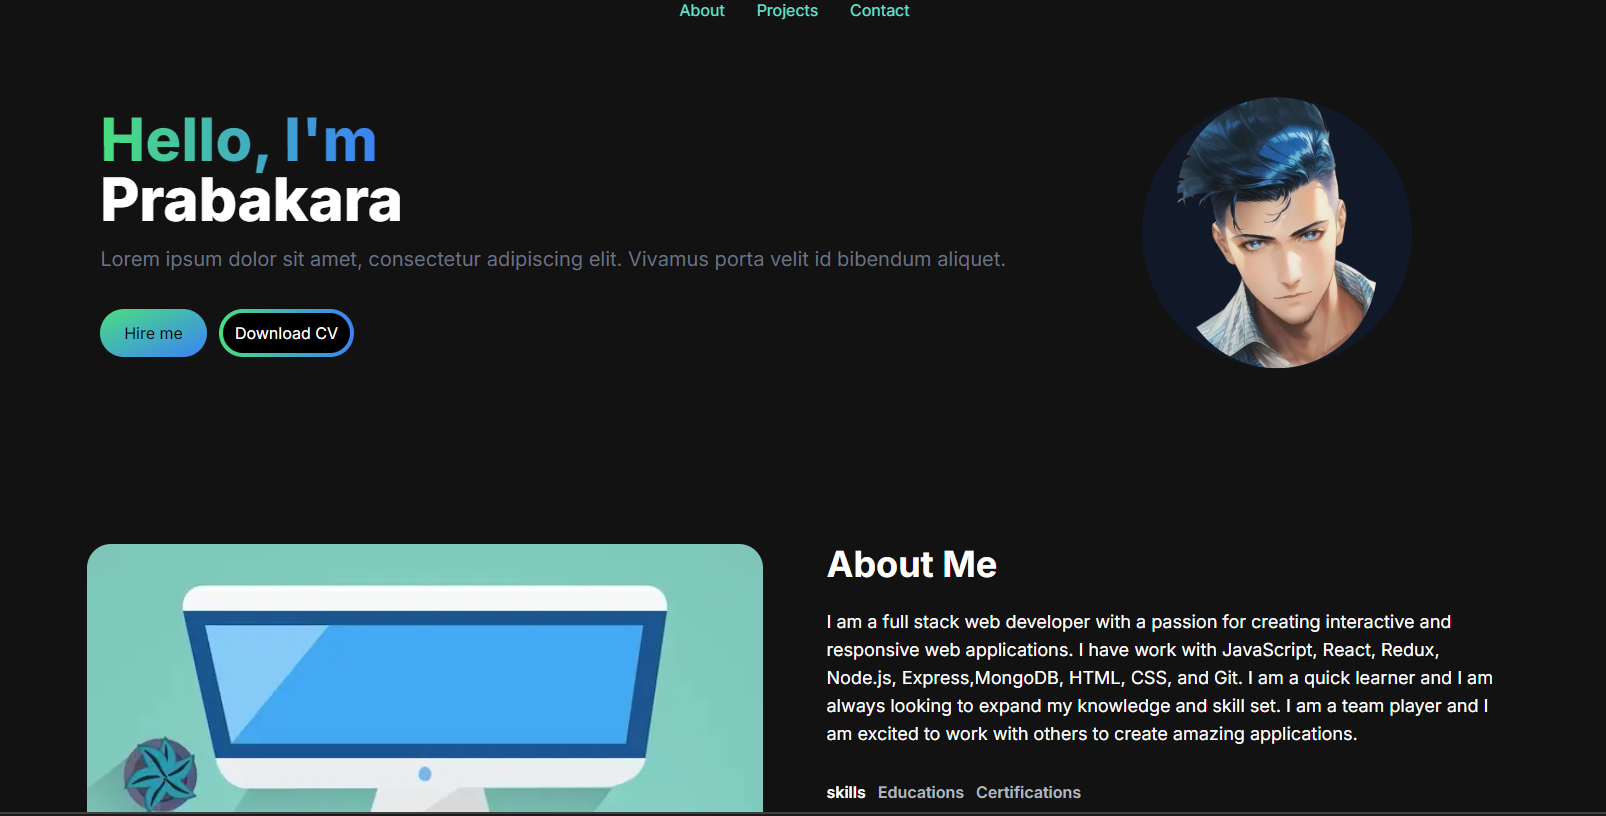 About Projects Contact
Hello, I'm
Prabakara
Lorem ipsum dolor sit amet, consectetur adipiscing elit. Vivamus porta velit id bibendum aliquet.
Hire me Download CV
About Me
I am a full stack web developer with a passion for creating interactive and
responsive web applications. I have work with JavaScript, React, Redux,
Node.js, Express,MongoDB, HTML, CSS, and Git. I am a quick learner and I am
always looking to expand my knowledge and skill set. I am a team player and I
am excited to work with others to create amazing applications.
skills Educations Certifications